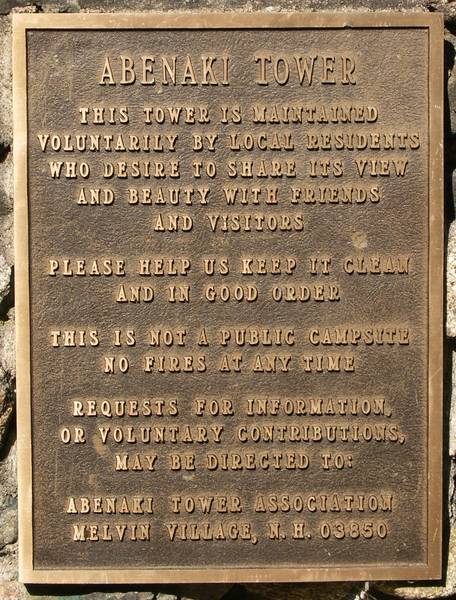 ABENAKI TOWER
THIS TOWER IS MAINTAINED
VOLUNTARILY BY LOCAL RESIDENTS
WHO DESIRE TO SHARE ITS VIEW
AND BEAUTY WITH FRIENDS
AND VISITORS
PLEASE HELP US KEEP IT CLEAN
AND IN GOOD ORDER
THIS IS NOT A PUBLIC CAMPSITE
NO FIRES AT ANY TIME
REQUESTS FOR INFORMATION,
OR VOLUNTARY CONTRIBUTIONS,
MAY BE DIRECTED TO:
ABENAKI TOWER ASSOCIATION
MELVIN VILLAGE, N.H. 03850